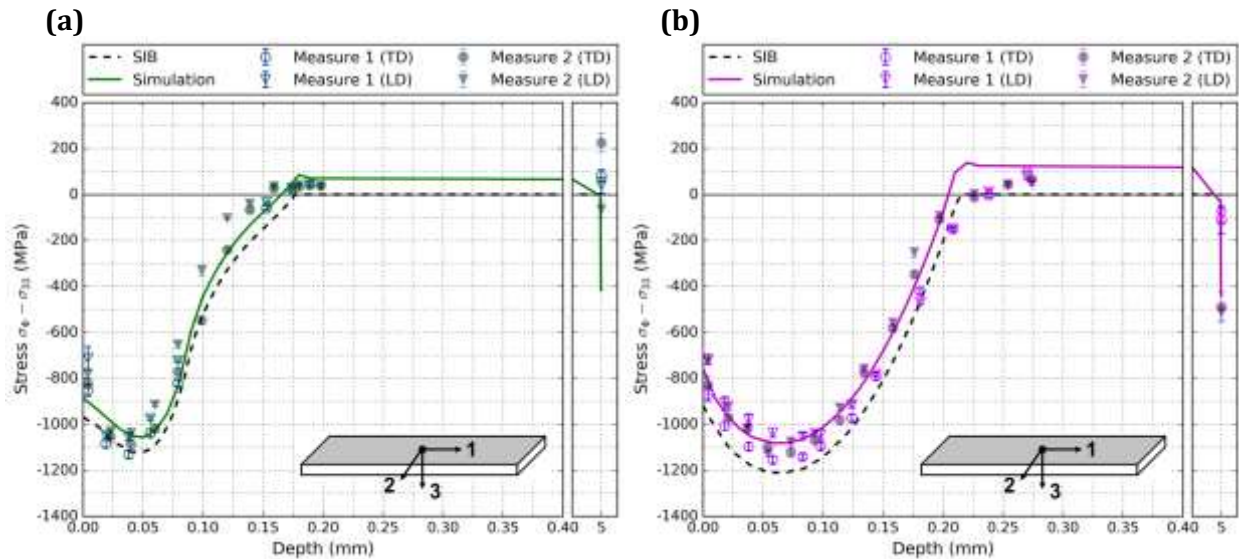 (a)
SIB
Simulation
Measure 1 (TD)
Measure 1 (LD)
Measure 2 (TD)
Measure 2 (LD)
400
200
0
-200
-400
-600
-800
-1000
-1200
-1400
Stress σΦ − σ33 (MPa)
1
2
3
0.00 0.05 0.10 0.15 0.20 0.25 0.30 0.35 0.40 5
Depth (mm)
(b)
SIB
Simulation
Measure 1 (TD)
Measure 1 (LD)
Measure 2 (TD)
Measure 2 (LD)
400
200
0
-200
-400
-600
-800
-1000
-1200
-1400
Stress σΦ − σ33 (MPa)
1
2
3
0.00 0.05 0.10 0.15 0.20 0.25 0.30 0.35 0.40 5
Depth (mm)